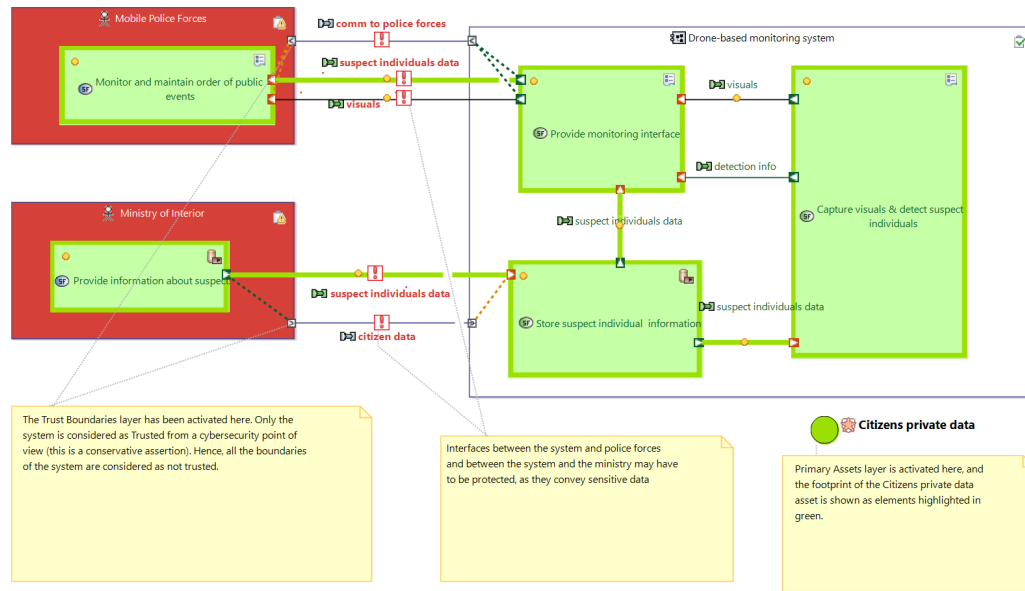 Mobile Police Forces
comm to police forces
Drone-based monitoring system
suspect individuals data
SF Monitor and maintain order of public
events
visuals
visuals
SF Provide monitoring interface
detection info
Ministry of Interior
suspect individuals data
SF Capture visuals & detect suspect
individuals
SF Provide information about suspect
suspect individuals data
suspect individuals data
SF Store suspect individual information
citizen data
The Trust Boundaries layer has been activated here. Only the
system is considered as Trusted from a cybersecurity point of
view (this is a conservative assertion). Hence, all the boundaries
of the system are considered as not trusted.
Interfaces between the system and police forces
and between the system and the ministry may have
to be protected, as they convey sensitive data
Citizens private data
Primary Assets layer is activated here, and
the footprint of the Citizens private data
asset is shown as elements highlighted in
green.